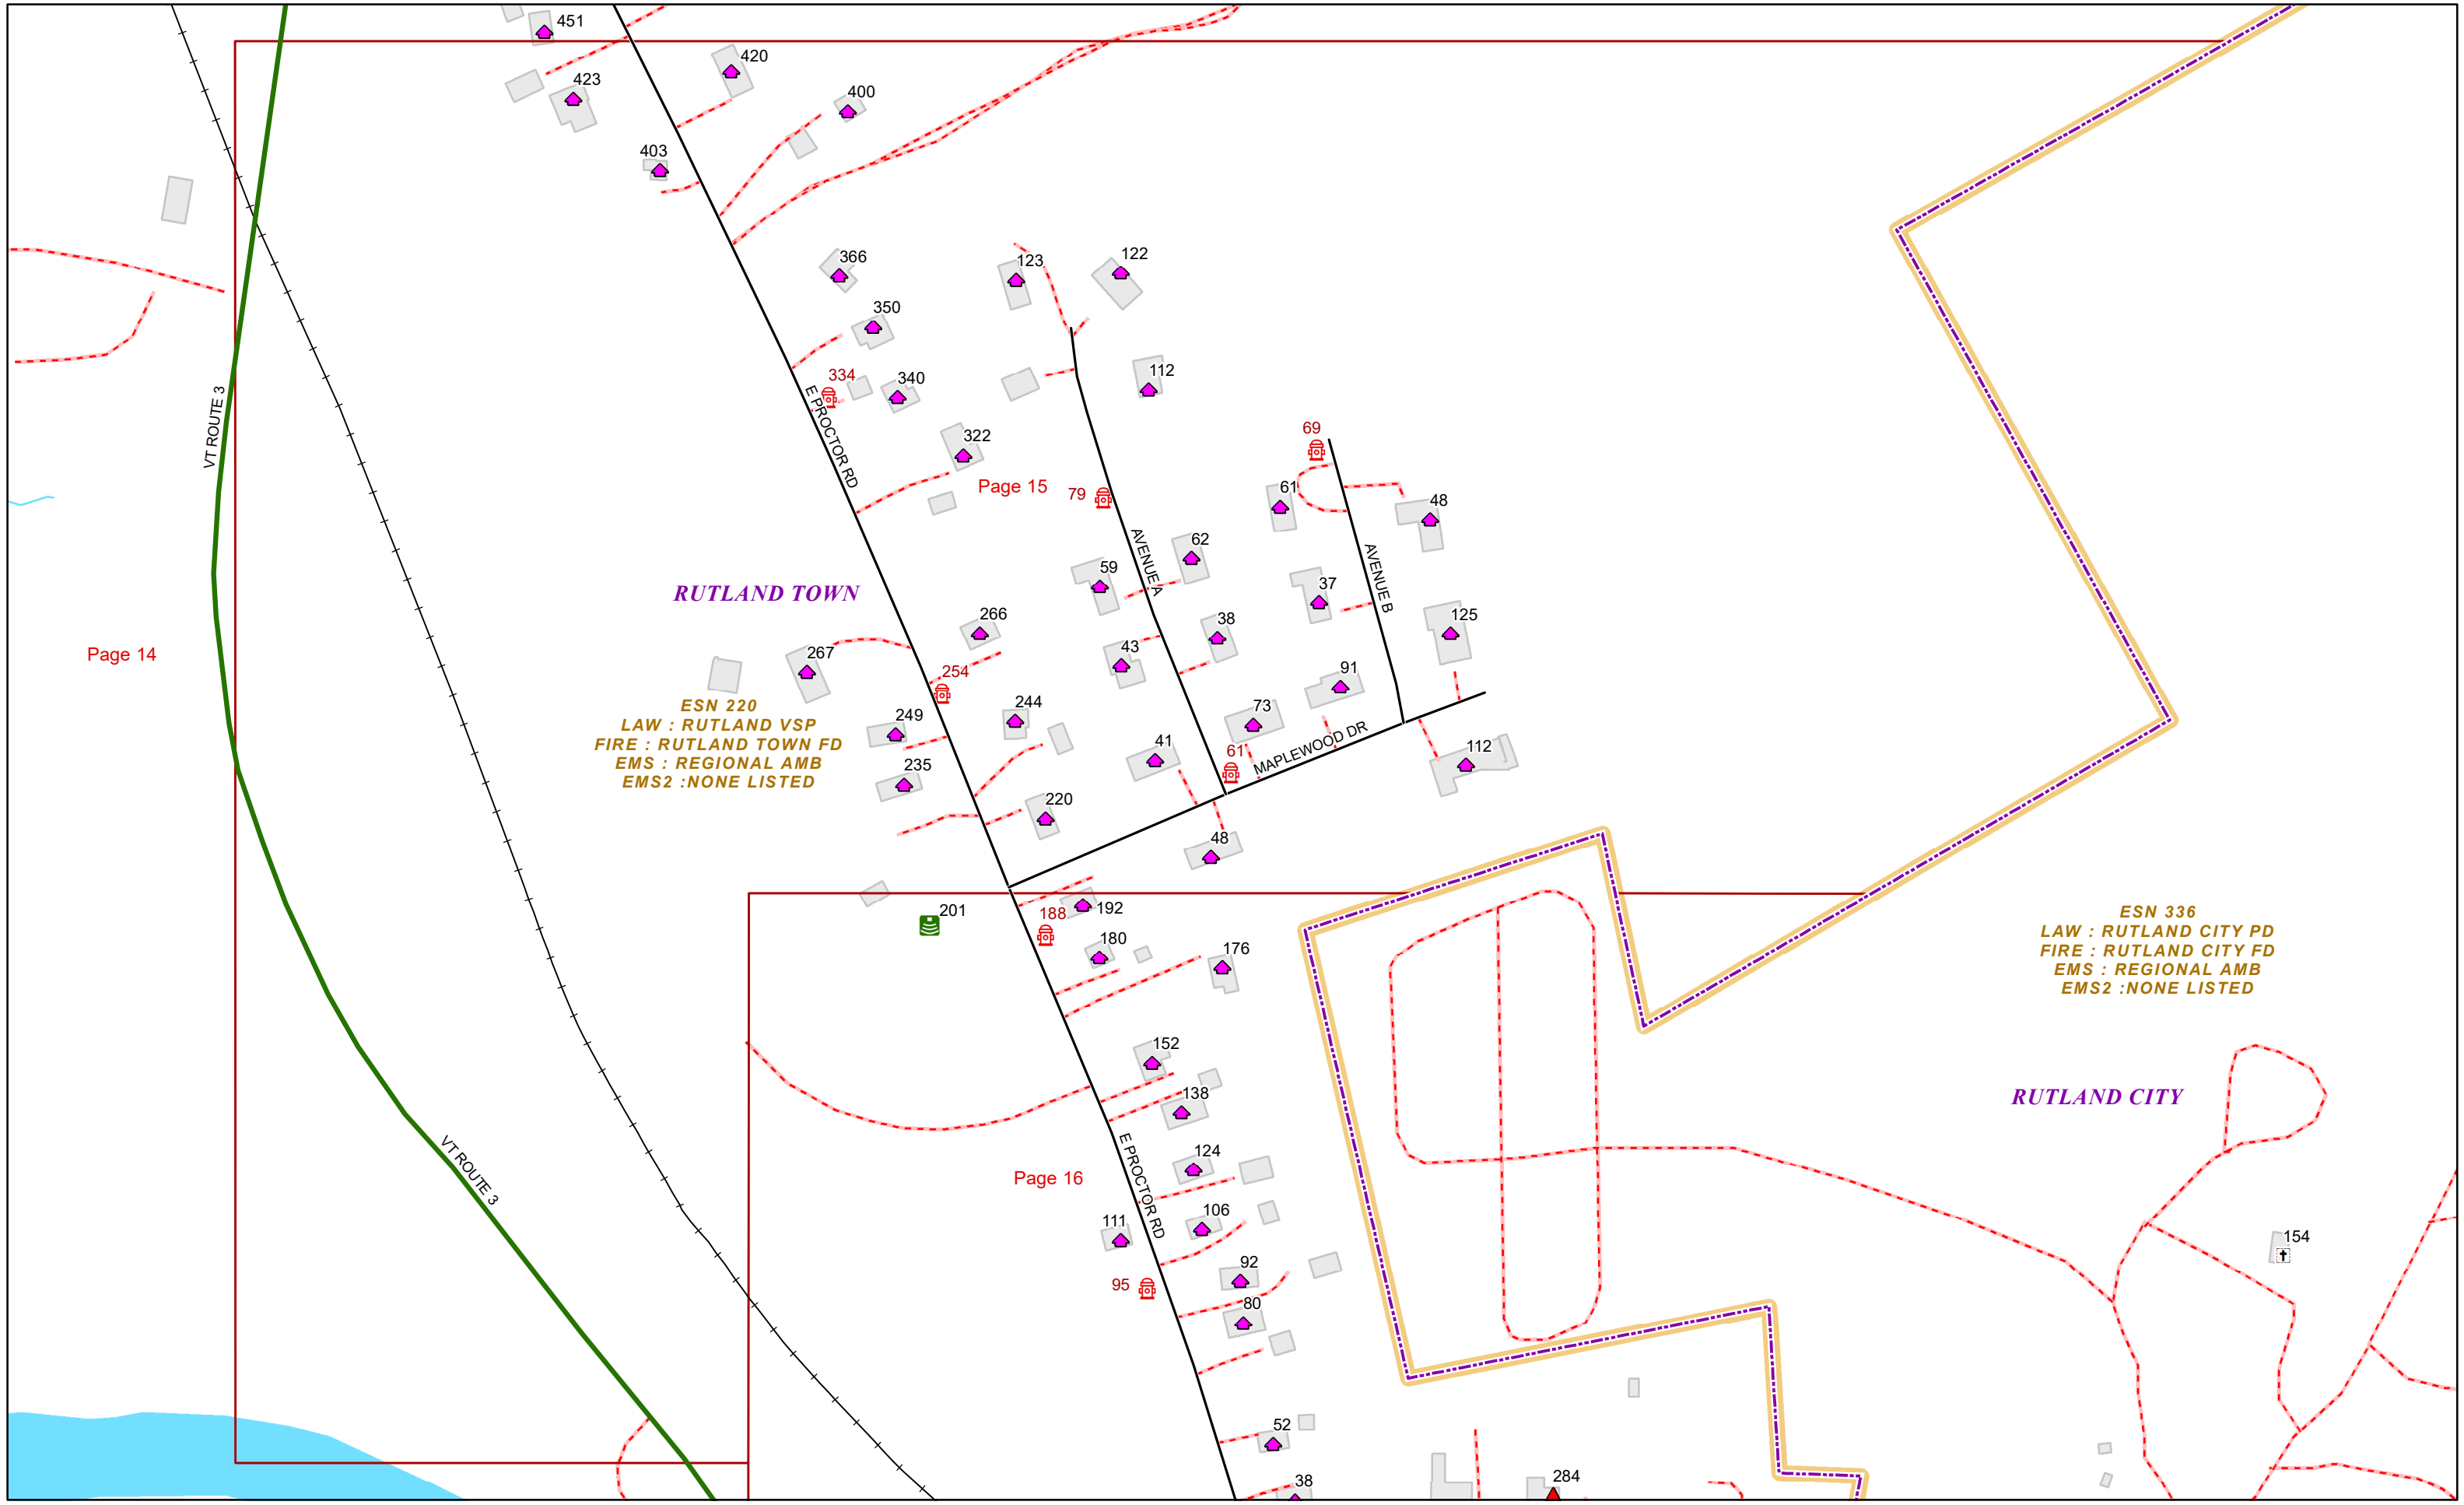 451
420
423
400
403
366
123
122
350
334
340
112
VT ROUTE 3
E PROCTOR RD
322
69
Page 15
79
61
48
AVENUE A
62
59
AVENUE B
37
RUTLAND TOWN
266
38
125
43
Page 14
267
254
91
ESN 220
LAW : RUTLAND VSP
FIRE : RUTLAND TOWN FD
EMS : REGIONAL AMB
EMS2 :NONE LISTED
249
244
73
235
41
61
MAPLEWOOD DR
112
220
48
201
188
192
180
176
ESN 336
LAW : RUTLAND CITY PD
FIRE : RUTLAND CITY FD
EMS : REGIONAL AMB
EMS2 :NONE LISTED
152
138
RUTLAND CITY
VT ROUTE 3
E PROCTOR RD
124
Page 16
111
106
154
92
95
80
52
38
284